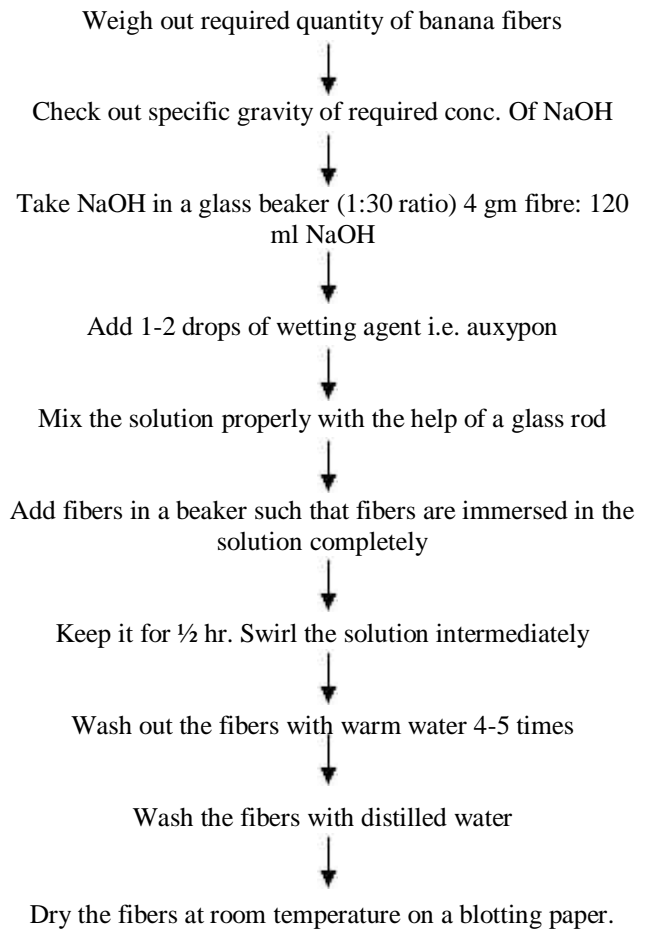 Weigh out required quantity of banana fibers
Check out specific gravity of required conc. Of NaOH
Take NaOH in a glass beaker (1:30 ratio) 4 gm fibre: 120
ml NaOH
Add 1-2 drops of wetting agent i.e. auxypon
Mix the solution properly with the help of a glass rod
Add fibers in a beaker such that fibers are immersed in the
solution completely
Keep it for ½ hr. Swirl the solution intermediately
Wash out the fibers with warm water 4-5 times
Wash the fibers with distilled water
Dry the fibers at room temperature on a blotting paper.